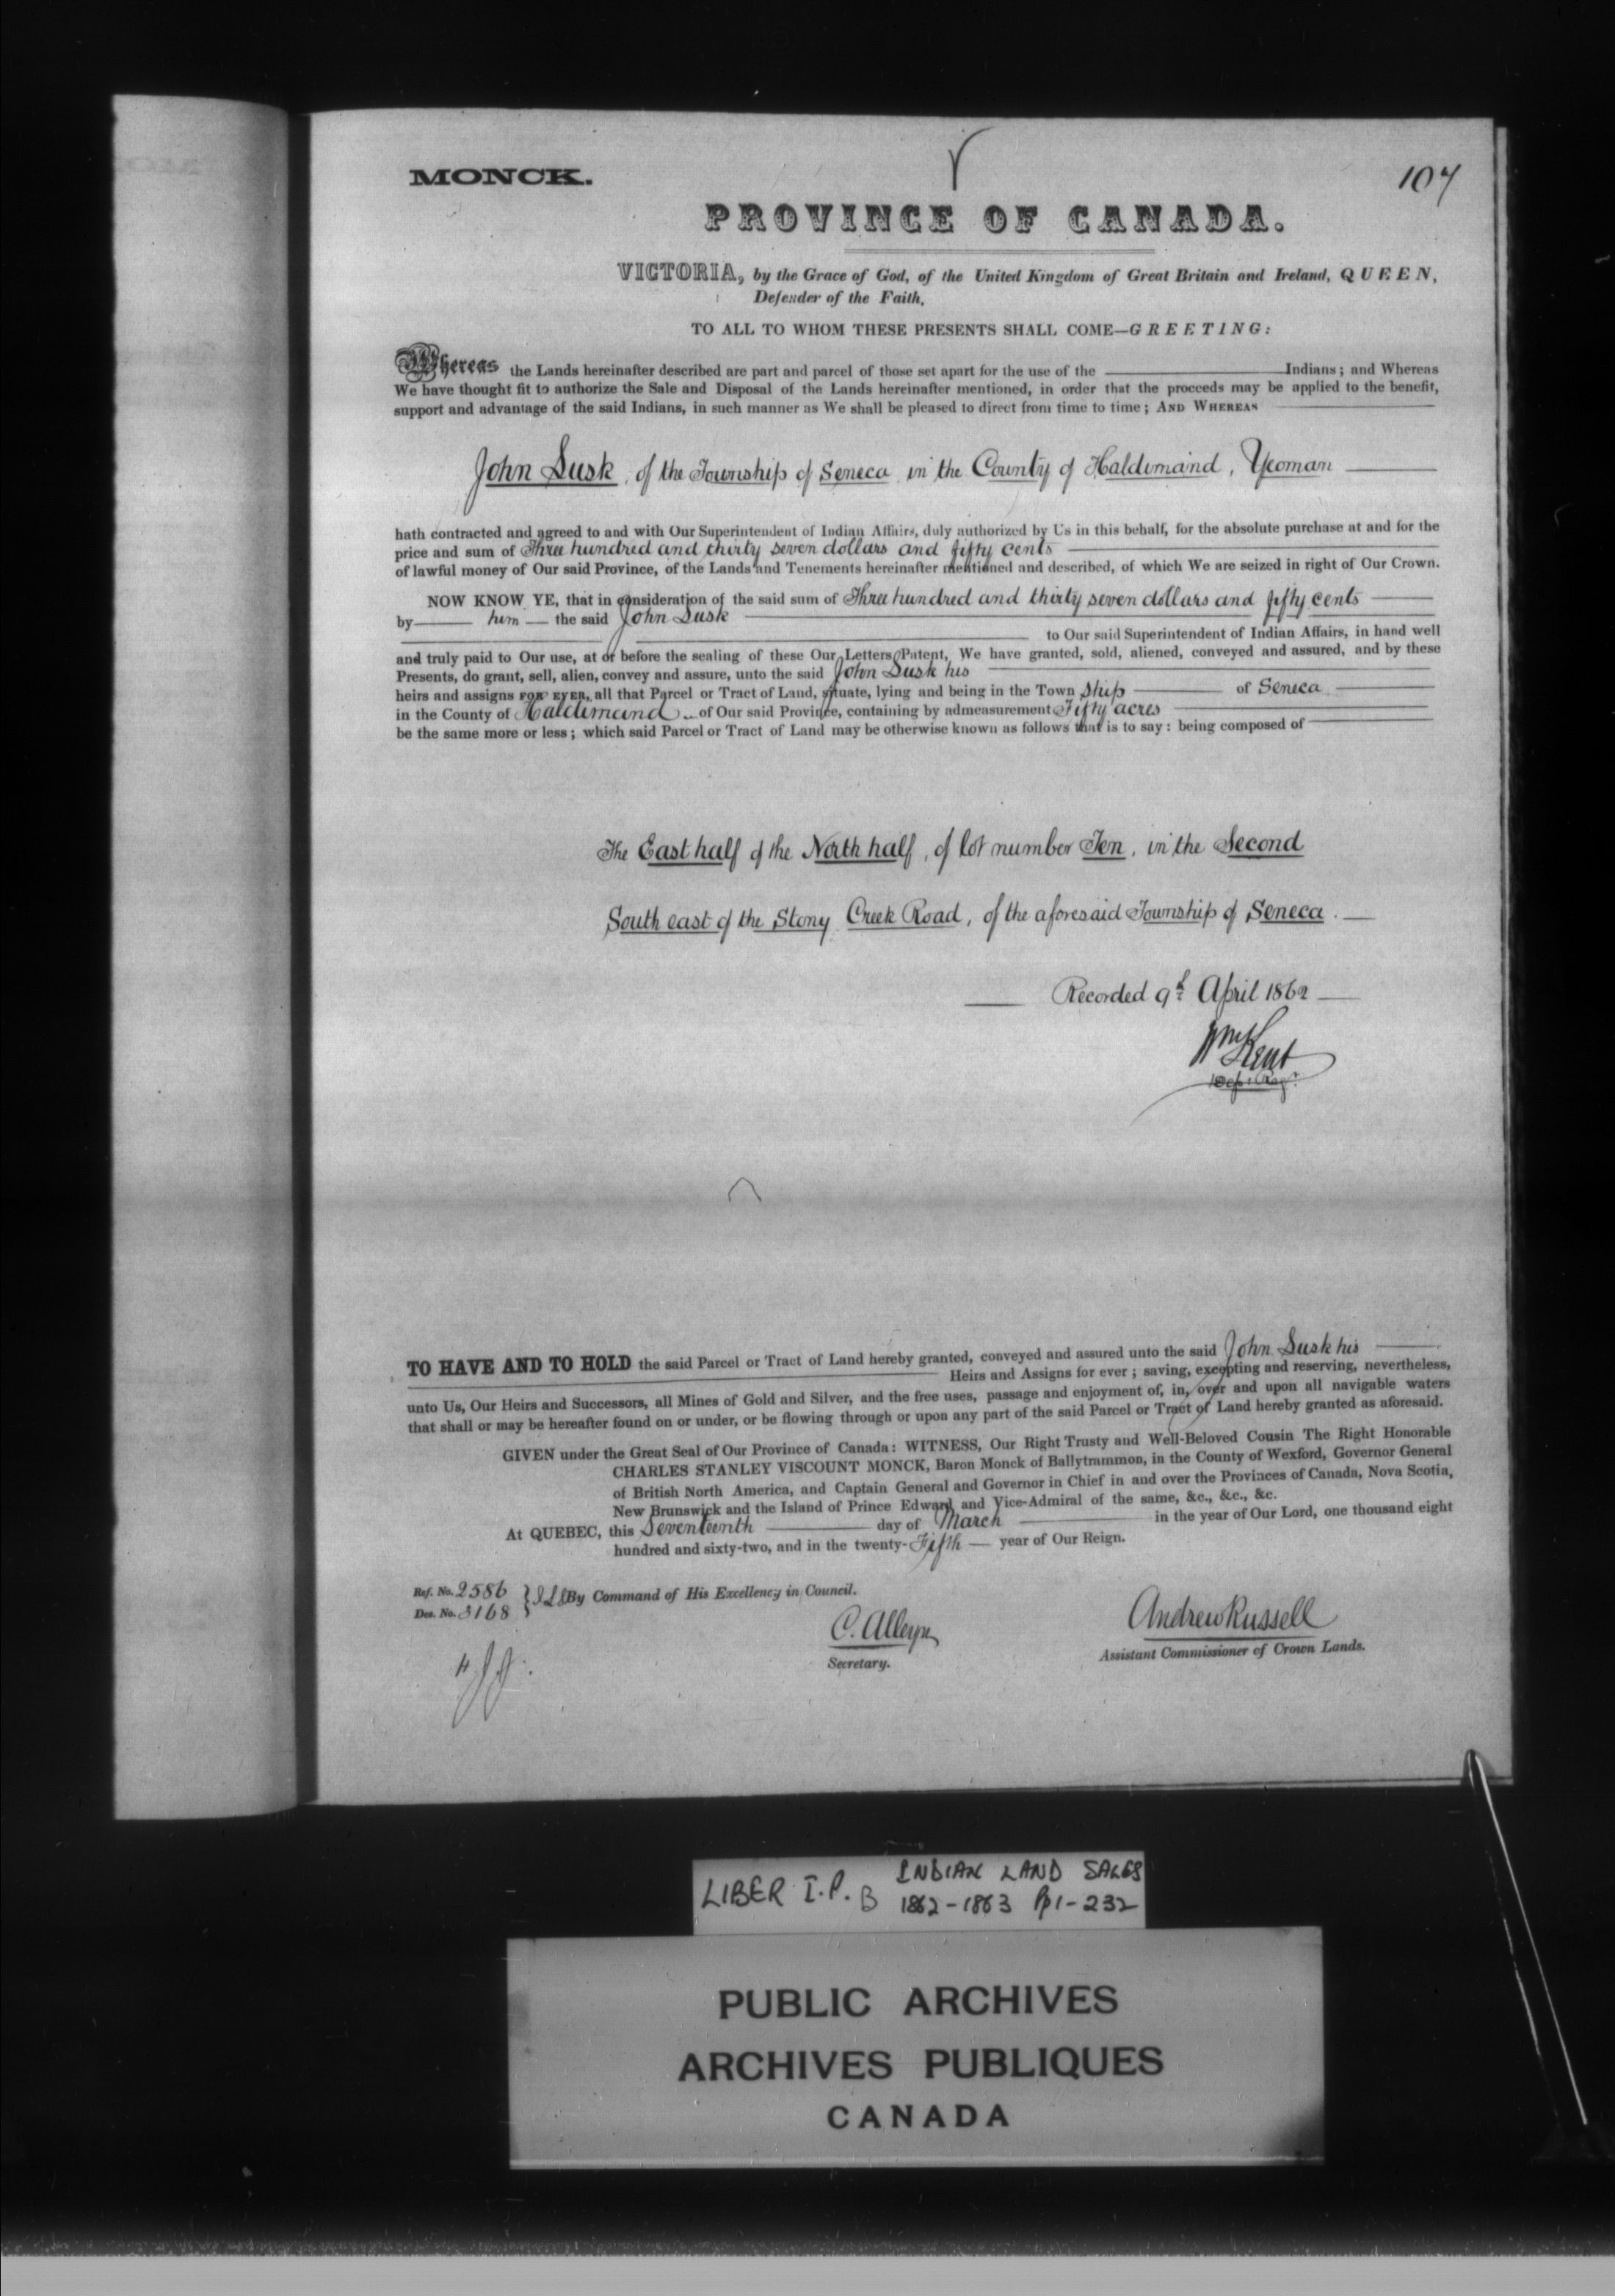 MONCK.
107
PROVINCE OF CANADA.
VICTORIA, by the Grace of God, of the United Kingdom of Great Britain and Ireland, QUEEN,
Defender of the Faith,
TO ALL TO WHOM THESE PRESENTS SHALL COME—GREETING:
Whereas the Lands hereinafter described are part and parcel of those set apart for the use of the Indians; and Whereas
We have thought fit to authorize the Sale and Disposal of the Lands hereinafter mentioned, in order that the proceeds may be applied to the benefit,
support and advantage of the said Indians, in such manner as We shall be pleased to direct from time to time; AND WHEREAS
John Susk, of the Township of Seneca in the County of Haldimand, Yeoman
hath contracted and agreed to and with Our Superintendent of Indian Affairs, duly authorized by Us in this behalf, for the absolute purchase at and for the
price and sum of Three hundred and thirty seven dollars and fifty cents
of lawful money of Our said Province, of the Lands and Tenements hereinafter mentioned and described, of which We are seized in right of Our Crown.
NOW KNOW YE, that in consideration of the said sum of Three hundred and thirty seven dollars and fifty cents
by him the said John Susk
to Our said Superintendent of Indian Affairs, in hand well
and truly paid to Our use, at or before the sealing of these Our Letters Patent, We have granted, sold, aliened, conveyed and assured, and by these
Presents, do grant, sell, alien, convey and assure, unto the said John Susk his
heirs and assigns FOR EVER, all that Parcel or Tract of Land, situate, lying and being in the Town ship of Seneca
in the County of Haldimand of Our said Province, containing by admeasurement Fifty acres
be the same more or less; which said Parcel or Tract of Land may be otherwise known as follows that is to say: being composed of
The East half of the North half, of lot number Ten, in the Second
South east of the Stony Creek Road, of the aforesaid Township of Seneca.
Recorded 9th April 1862
Wm Kent
Dep: Reg:
TO HAVE AND TO HOLD the said Parcel or Tract of Land hereby granted, conveyed and assured unto the said John Susk his
Heirs and Assigns for ever; saving, excepting and reserving, nevertheless,
unto Us, Our Heirs and Successors, all Mines of Gold and Silver, and the free uses, passage and enjoyment of, in, over and upon all navigable waters
that shall or may be hereafter found on or under, or be flowing through or upon any part of the said Parcel or Tract of Land hereby granted as aforesaid.
GIVEN under the Great Seal of Our Province of Canada: WITNESS, Our Right Trusty and Well-Beloved Cousin The Right Honorable
CHARLES STANLEY VISCOUNT MONCK, Baron Monck of Ballytrammon, in the County of Wexford, Governor General
of British North America, and Captain General and Governor in Chief in and over the Provinces of Canada, Nova Scotia,
New Brunswick and the Island of Prince Edward, and Vice-Admiral of the same, &c., &c., &c.
At QUEBEC, this Seventeenth day of March in the year of Our Lord, one thousand eight
hundred and sixty-two, and in the twenty-Fifth year of Our Reign.
Ref. No. 2586
Des. No. 3168
By Command of His Excellency in Council.
C. Alleyn
Secretary.
Andrew Russell
Assistant Commissioner of Crown Lands.
LIBER I.P. B
INDIAN LAND SALES
1862-1863 Pp 1-232
PUBLIC ARCHIVES
ARCHIVES PUBLIQUES
CANADA